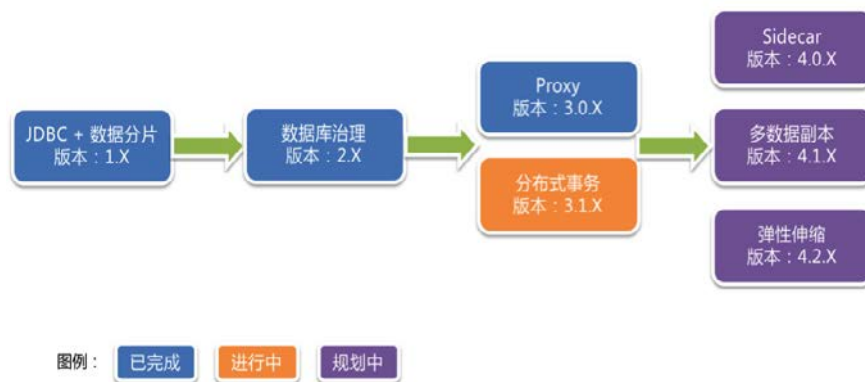 JDBC + 数据分片
版本：1.X
数据库治理
版本：2.X
Proxy
版本：3.0.X
分布式事务
版本：3.1.X
Sidecar
版本：4.0.X
多数据副本
版本：4.1.X
弹性伸缩
版本：4.2.X
图例：
已完成
进行中
规划中